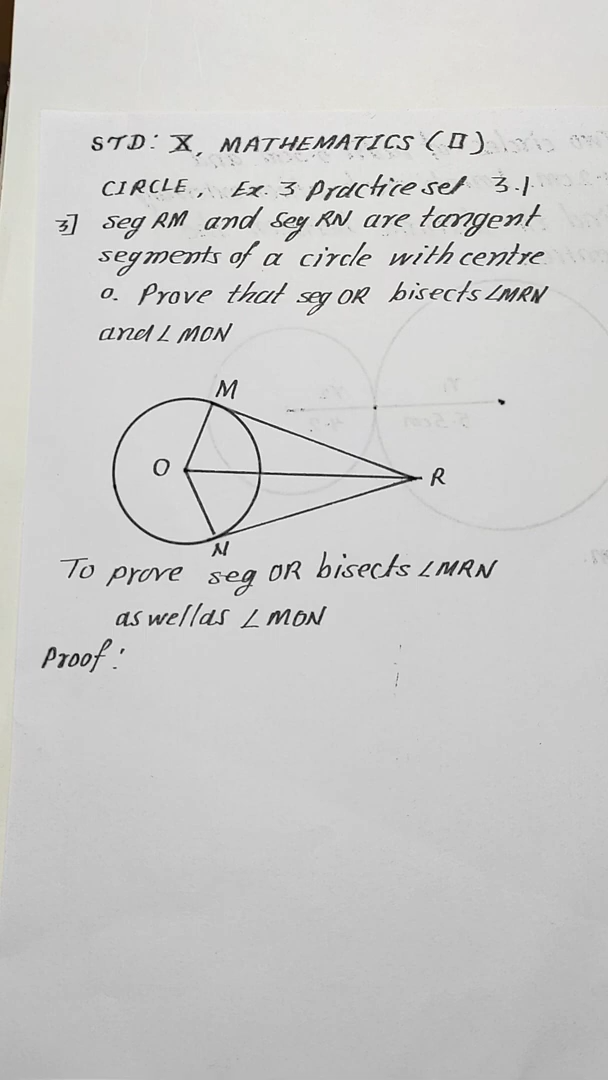 STD: X, MATHEMATICS (II)
CIRCLE, Ex. 3 Practice set 3.1
3] seg RM and seg RN are tangent
segments of a circle with centre
o. Prove that seg OR bisects ∠MRN
and ∠MON
M
O
R
N
To prove seg OR bisects ∠MRN
as wellas ∠MON
Proof: